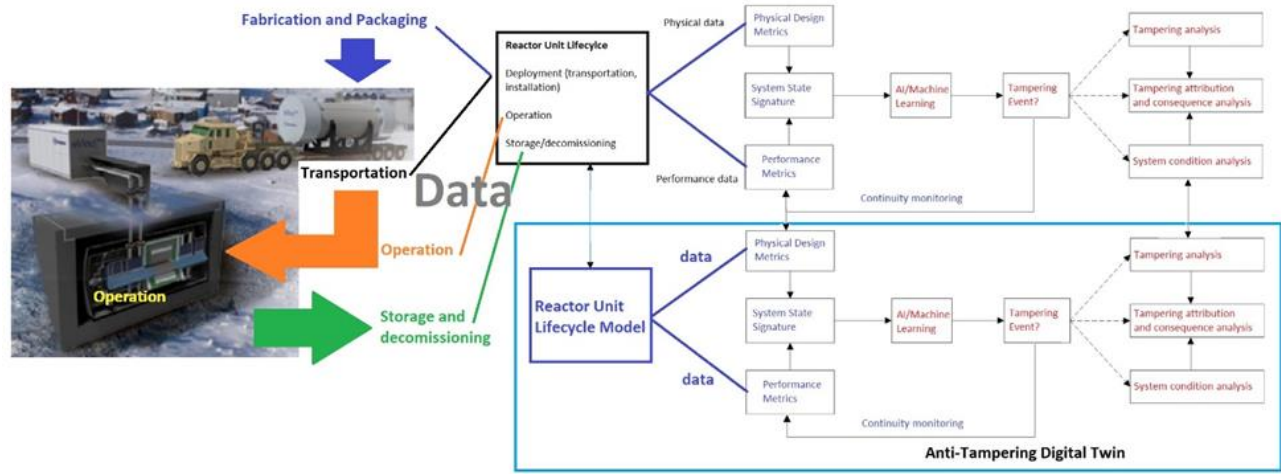 Fabrication and Packaging
Transportation
Data
Operation
Operation
Storage and
decomissioning
Reactor Unit Lifecylce
Deployment (transportation,
installation)
Operation
Storage/decomissioning
Physical data
Performance data
Physical Design
Metrics
System State
Signature
Performance
Metrics
AI/Machine
Learning
Tampering
Event?
Continuity monitoring
Tampering analysis
Tampering attribution
and consequence analysis
System condition analysis
Reactor Unit
Lifecycle Model
data
data
Physical Design
Metrics
System State
Signature
Performance
Metrics
AI/Machine
Learning
Tampering
Event?
Continuity monitoring
Tampering analysis
Tampering attribution
and consequence analysis
System condition analysis
Anti-Tampering Digital Twin